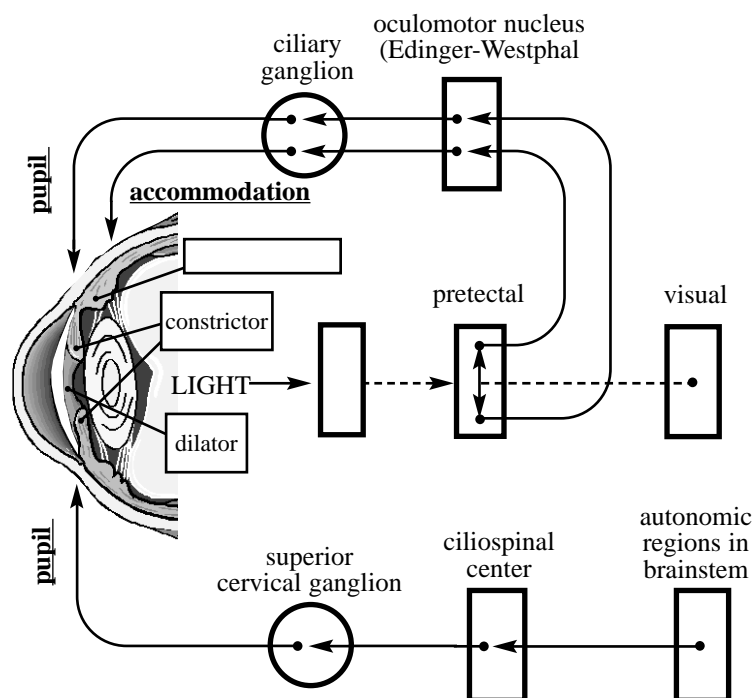 oculomotor nucleus
(Edinger-Westphal
ciliary
ganglion
pupil
accommodation
pretectal
visual
constrictor
LIGHT
dilator
pupil
superior
cervical ganglion
ciliospinal
center
autonomic
regions in
brainstem